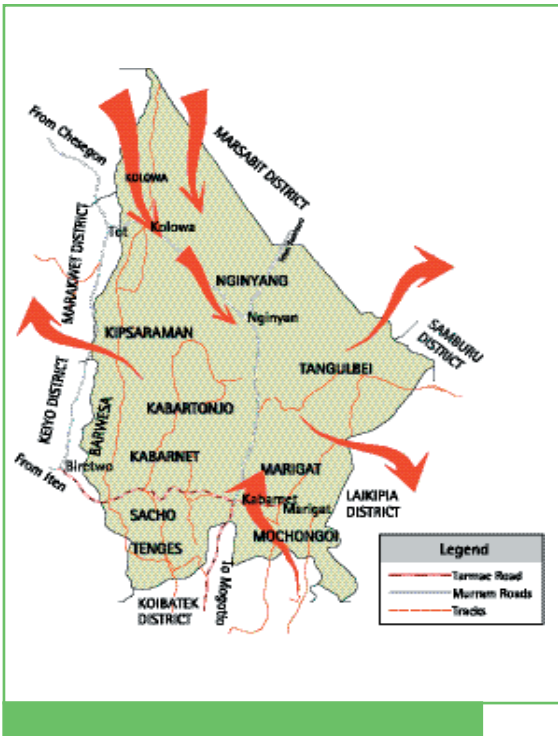 From Chesegon
MARSABIT DISTRICT
KOLOWA
Kolowa
Tot
MARAKWET DISTRICT
NGINYANG
Nginyan
KIPSARAMAN
SAMBURU
DISTRICT
TANGULBEI
KEIYO DISTRICT
BARWESA
KABARTONJO
KABARNET
MARIGAT
From Iten
Biretwo
Kabarnet
Marigat
LAIKIPIA
DISTRICT
SACHO
MOCHONGOI
TENGES
KOIBATEK
DISTRICT
To Mogotio
Legend
Tarmac Road
Murram Roads
Tracks